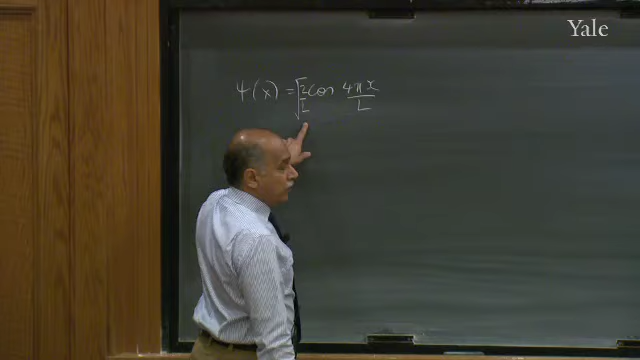 Yale
ψ(x) = √(2/L) cos 4πx/L